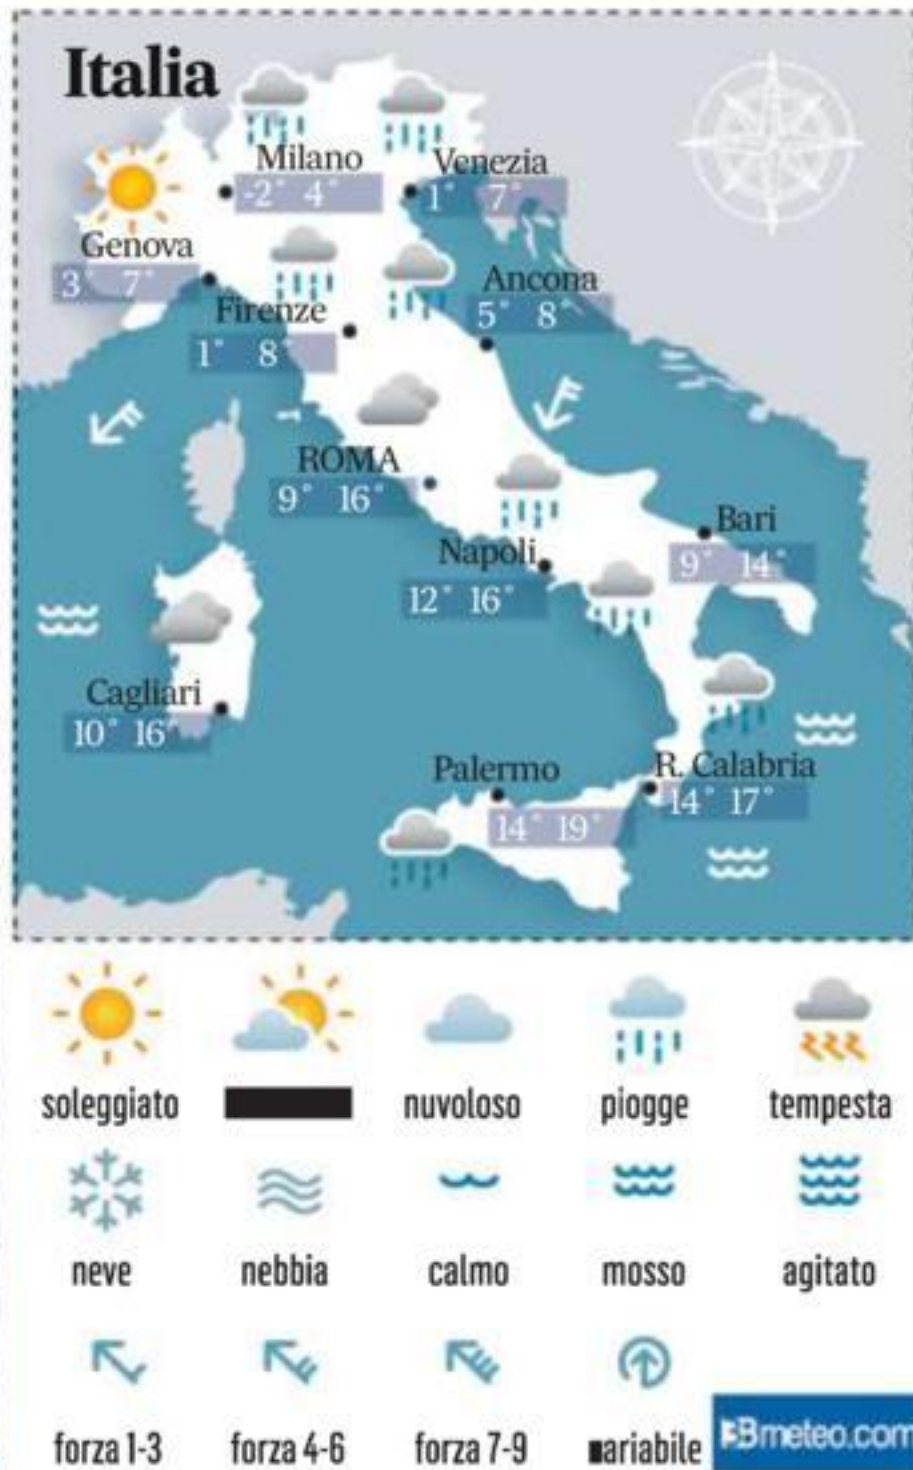 Italia
Milano
-2° 4°
Venezia
1° 7°
Genova
3° 7°
Firenze
1° 8°
Ancona
5° 8°
ROMA
9° 16°
Napoli
12° 16°
Bari
9° 14°
Cagliari
10° 16°
Palermo
14° 19°
R. Calabria
14° 17°
soleggiato
nuvoloso
piogge
tempesta
neve
nebbia
calmo
mosso
agitato
forza 1-3
forza 4-6
forza 7-9
ariabile
Bmeteo.com